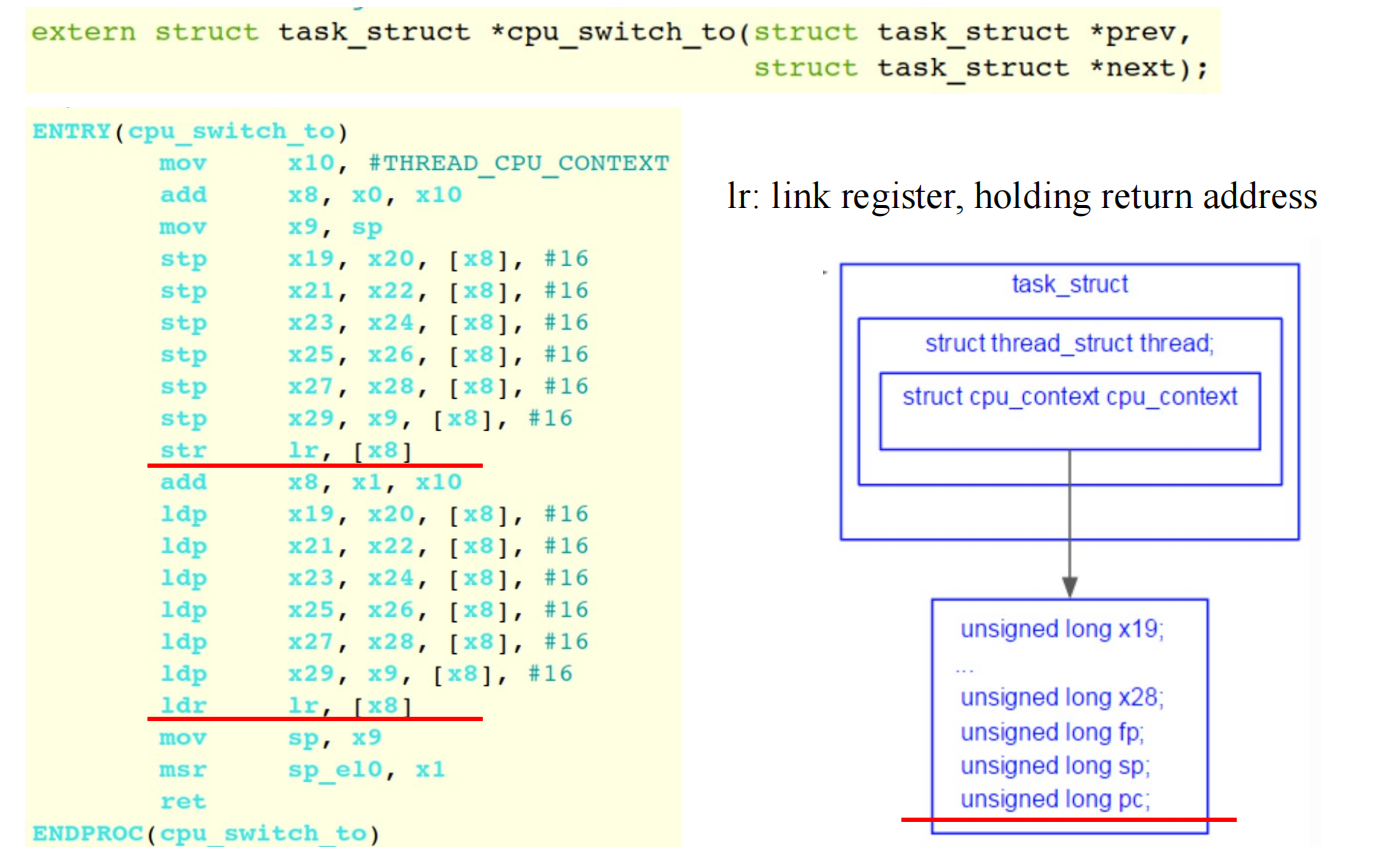 extern struct task_struct *cpu_switch_to(struct task_struct *prev,
struct task_struct *next);
ENTRY(cpu_switch_to)
mov x10, #THREAD_CPU_CONTEXT
add x8, x0, x10
mov x9, sp
stp x19, x20, [x8], #16
stp x21, x22, [x8], #16
stp x23, x24, [x8], #16
stp x25, x26, [x8], #16
stp x27, x28, [x8], #16
stp x29, x9, [x8], #16
str lr, [x8]
add x8, x1, x10
ldp x19, x20, [x8], #16
ldp x21, x22, [x8], #16
ldp x23, x24, [x8], #16
ldp x25, x26, [x8], #16
ldp x27, x28, [x8], #16
ldp x29, x9, [x8], #16
ldr lr, [x8]
mov sp, x9
msr sp_el0, x1
ret
ENDPROC(cpu_switch_to)
lr: link register, holding return address
task_struct
struct thread_struct thread;
struct cpu_context cpu_context
unsigned long x19;
...
unsigned long x28;
unsigned long fp;
unsigned long sp;
unsigned long pc;